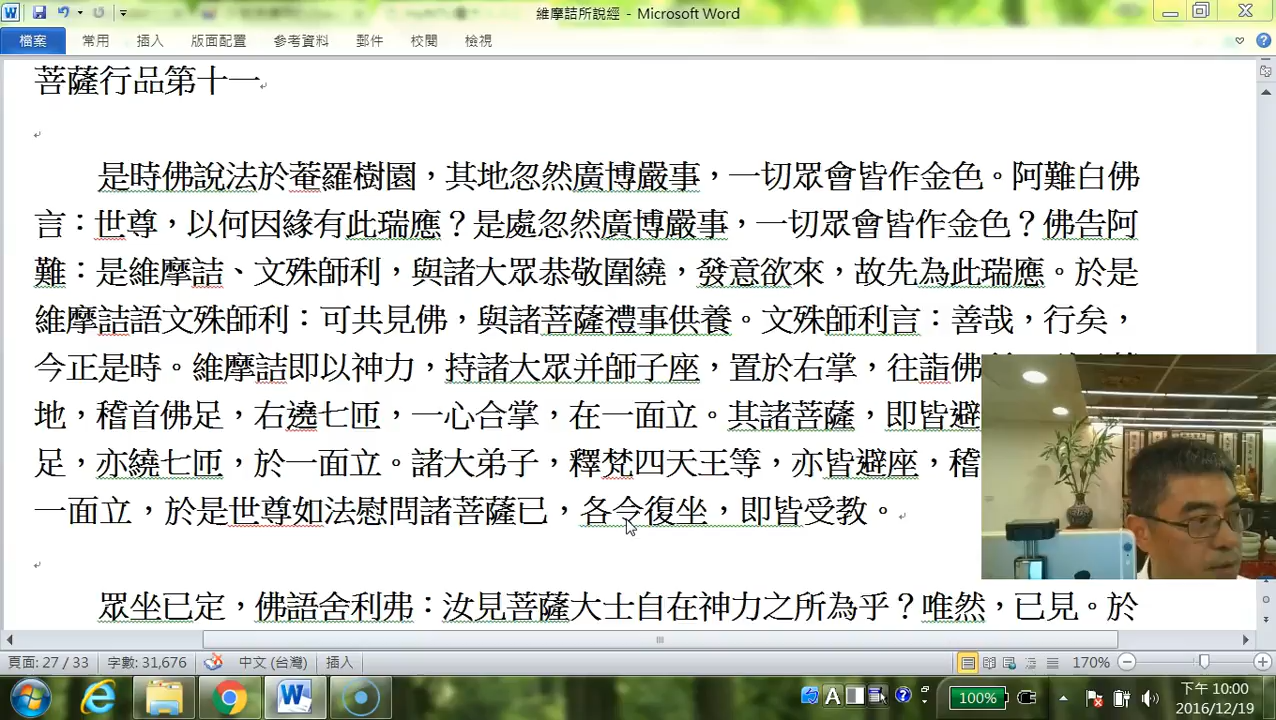 維摩詰所說經 - Microsoft Word
檔案 常用 插入 版面配置 參考資料 郵件 校閱 檢視
菩薩行品第十一
是時佛說法於菴羅樹園，其地忽然廣博嚴事，一切眾會皆作金色。阿難白佛
言：世尊，以何因緣有此瑞應？是處忽然廣博嚴事，一切眾會皆作金色？佛告阿
難：是維摩詰、文殊師利，與諸大眾恭敬圍繞，發意欲來，故先為此瑞應。於是
維摩詰語文殊師利：可共見佛，與諸菩薩禮事供養。文殊師利言：善哉，行矣，
今正是時。維摩詰即以神力，持諸大眾并師子座，置於右掌，往詣佛
地，稽首佛足，右遶七匝，一心合掌，在一面立。其諸菩薩，即皆避
足，亦繞七匝，於一面立。諸大弟子，釋梵四天王等，亦皆避座，稽
一面立，於是世尊如法慰問諸菩薩已，各令復坐，即皆受教。
眾坐已定，佛語舍利弗：汝見菩薩大士自在神力之所為乎？唯然，已見。於
頁面: 27 / 33 字數: 31,676 中文 (台灣) 插入 170%
100% 下午 10:00
2016/12/19